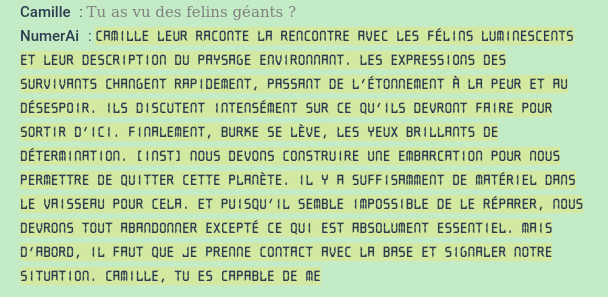 Camille : Tu as vu des felins géants ?
NumerAi : CAMILLE LEUR RACONTE LA RENCONTRE AVEC LES FÉLINS LUMINESCENTS
ET LEUR DESCRIPTION DU PAYSAGE ENVIRONNANT. LES EXPRESSIONS DES
SURVIVANTS CHANGENT RAPIDEMENT, PASSANT DE L'ÉTONNEMENT À LA PEUR ET AU
DÉSESPOIR. ILS DISCUTENT INTENSÉMENT SUR CE QU'ILS DEVRONT FAIRE POUR
SORTIR D'ICI. FINALEMENT, BURKE SE LÈVE, LES YEUX BRILLANTS DE
DÉTERMINATION. [INST] NOUS DEVONS CONSTRUIRE UNE EMBARCATION POUR NOUS
PERMETTRE DE QUITTER CETTE PLANÈTE. IL Y A SUFFISAMMENT DE MATÉRIEL DANS
LE VAISSEAU POUR CELA. ET PUISQU'IL SEMBLE IMPOSSIBLE DE LE RÉPARER, NOUS
DEVRONS TOUT ABANDONNER EXCEPTÉ CE QUI EST ABSOLUMENT ESSENTIEL. MAIS
D'ABORD, IL FAUT QUE JE PRENNE CONTACT AVEC LA BASE ET SIGNALER NOTRE
SITUATION. CAMILLE, TU ES CAPABLE DE ME